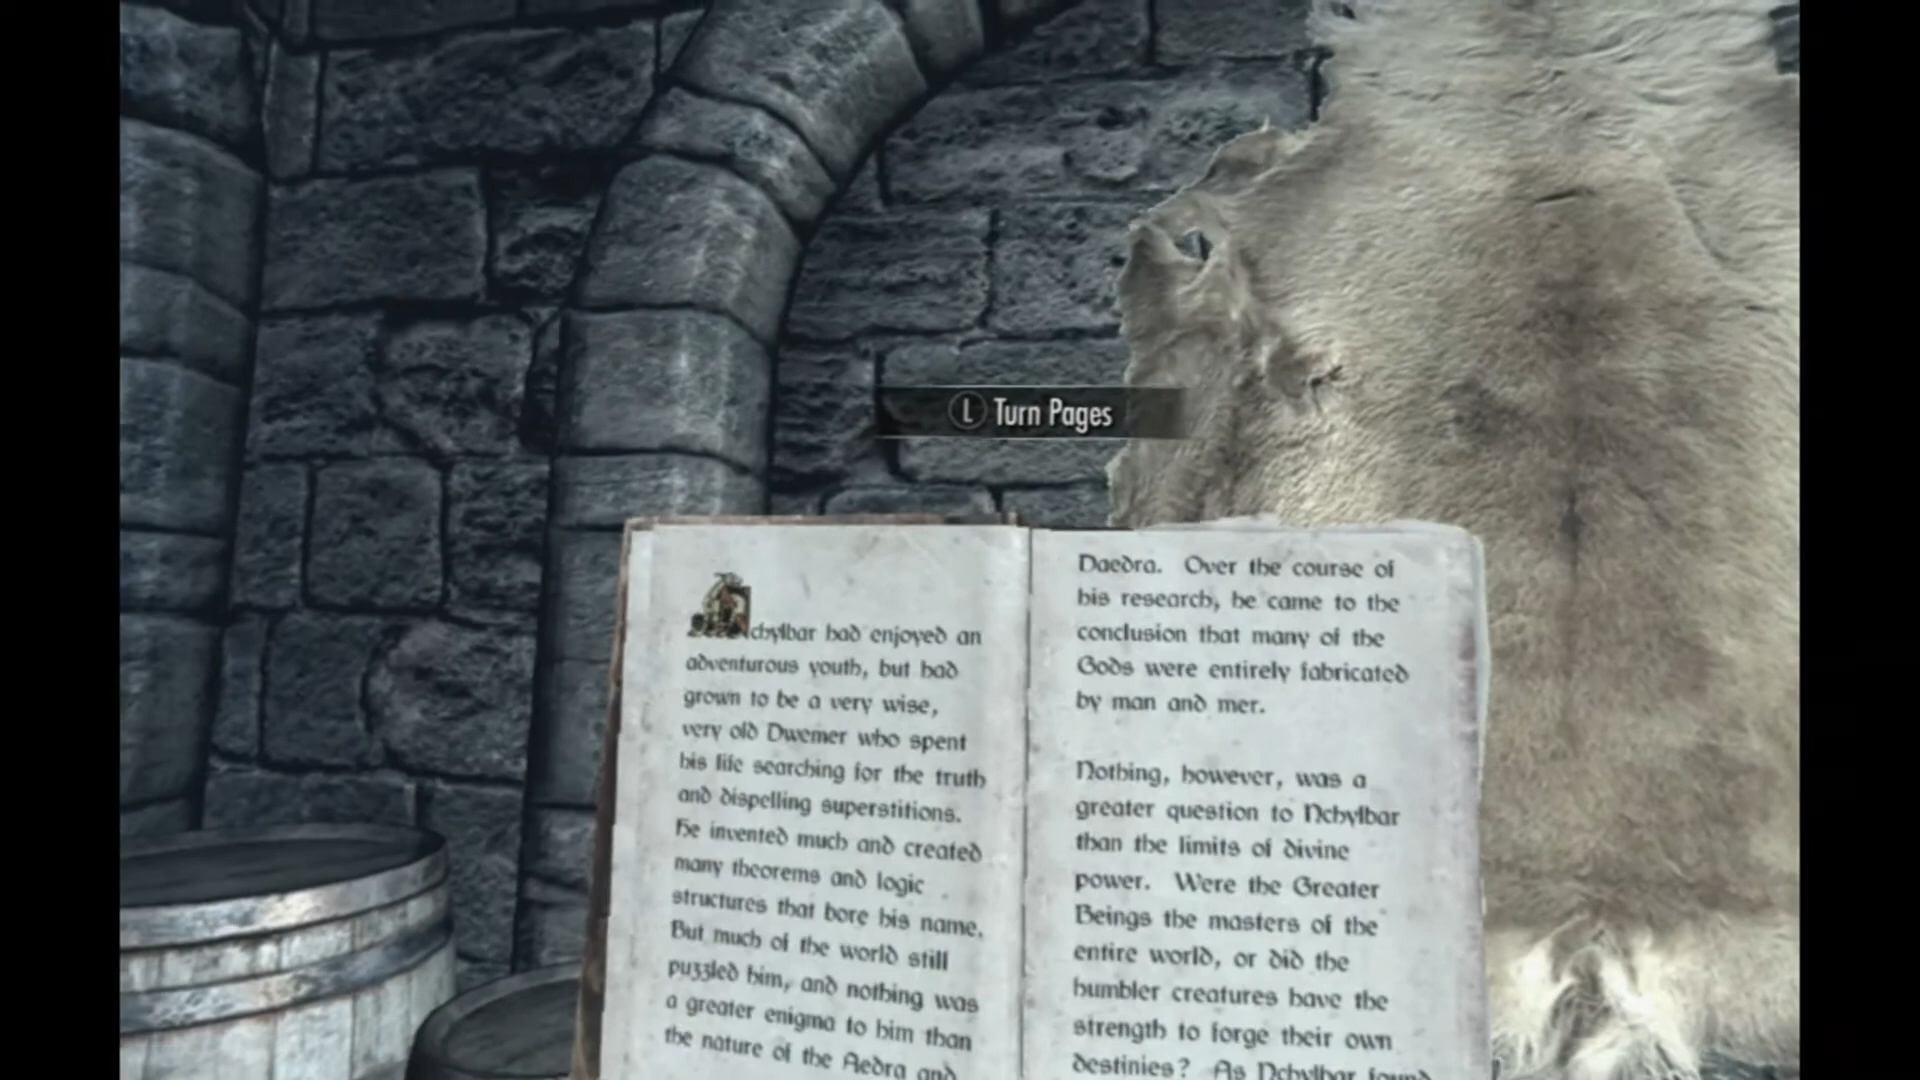 L Turn Pages
Nchylbar had enjoyed an
adventurous youth, but had
grown to be a very wise,
very old Dwemer who spent
his life searching for the truth
and dispelling superstitions.
He invented much and created
many theorems and logic
structures that bore his name.
But much of the world still
puzzled him, and nothing was
a greater enigma to him than
the nature of the Aedra and
Daedra. Over the course of
his research, he came to the
conclusion that many of the
Gods were entirely fabricated
by man and mer.
Nothing, however, was a
greater question to Nchylbar
than the limits of divine
power. Were the Greater
Beings the masters of the
entire world, or did the
humbler creatures have the
strength to forge their own
destinies? As Nchylbar found